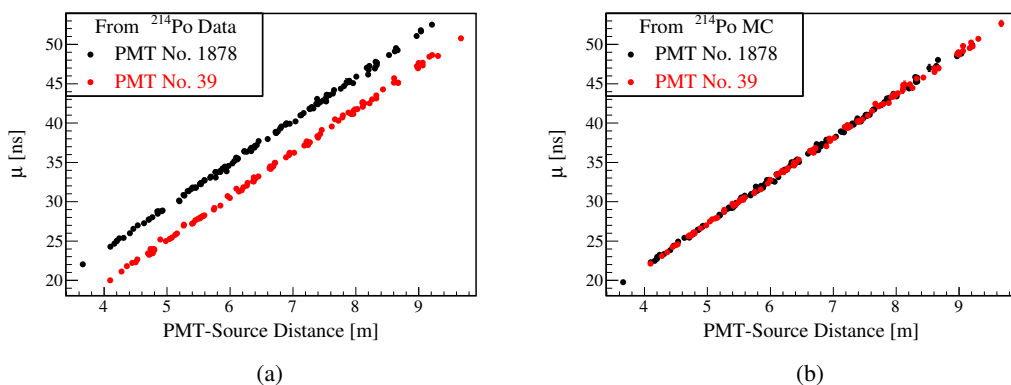 From ²¹⁴Po Data
PMT No. 1878
PMT No. 39
50
45
40
35
30
25
20
μ [ns]
4 5 6 7 8 9
PMT-Source Distance [m]
(a)
From ²¹⁴Po MC
PMT No. 1878
PMT No. 39
50
45
40
35
30
25
20
μ [ns]
4 5 6 7 8 9
PMT-Source Distance [m]
(b)